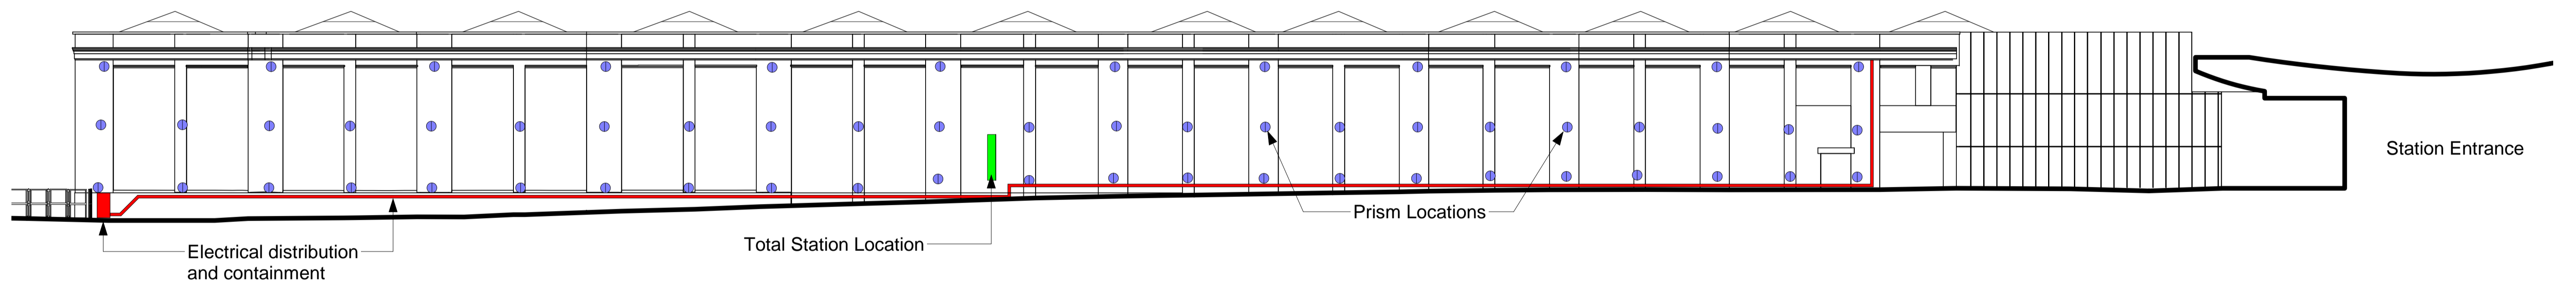 Electrical distribution
and containment
Total Station Location
Prism Locations
Station Entrance